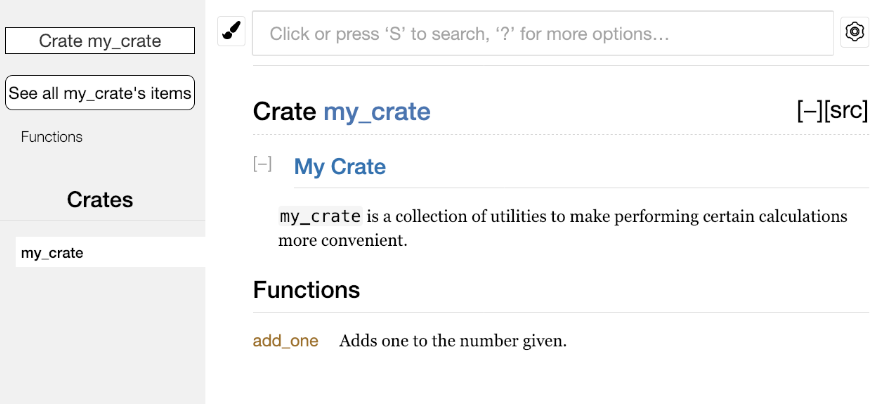 Crate my_crate
See all my_crate's items
Functions
Crates
my_crate
Click or press ‘S’ to search, ‘?’ for more options…
Crate my_crate [−][src]
[−] My Crate
my_crate is a collection of utilities to make performing certain calculations
more convenient.
Functions
add_one Adds one to the number given.